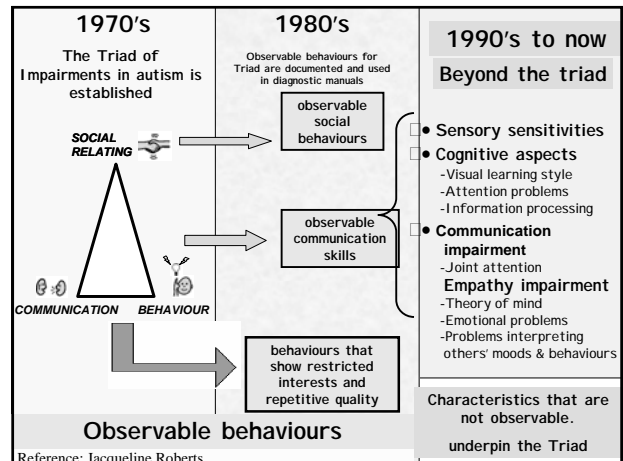 1970's
The Triad of
Impairments in autism is
established
SOCIAL
RELATING
COMMUNICATION
BEHAVIOUR
1980's
Observable behaviours for
Triad are documented and used
in diagnostic manuals
observable
social
behaviours
observable
communication
skills
behaviours that
show restricted
interests and
repetitive quality
Observable behaviours
Reference: Jacqueline Roberts
1990's to now
Beyond the triad
• Sensory sensitivities
• Cognitive aspects
-Visual learning style
-Attention problems
-Information processing
• Communication
impairment
-Joint attention
Empathy impairment
-Theory of mind
-Emotional problems
-Problems interpreting
others' moods & behaviours
Characteristics that are
not observable.
underpin the Triad